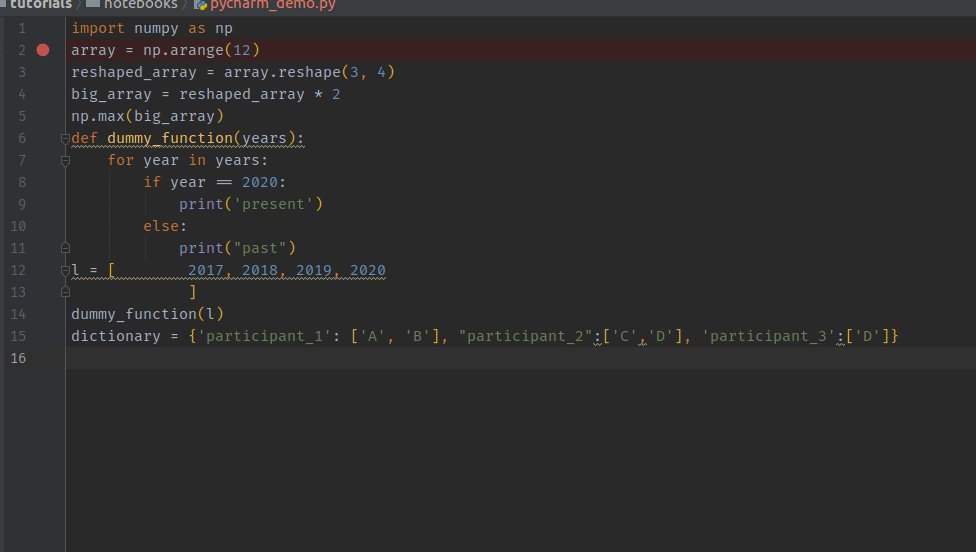 tutorials notebooks pycharm_demo.py
1 import numpy as np
2 array = np.arange(12)
3 reshaped_array = array.reshape(3, 4)
4 big_array = reshaped_array * 2
5 np.max(big_array)
6 def dummy_function(years):
7     for year in years:
8         if year == 2020:
9             print('present')
10         else:
11             print("past")
12 l = [        2017, 2018, 2019, 2020
13              ]
14 dummy_function(l)
15 dictionary = {'participant_1': ['A', 'B'], "participant_2":['C','D'], 'participant_3':['D']}
16